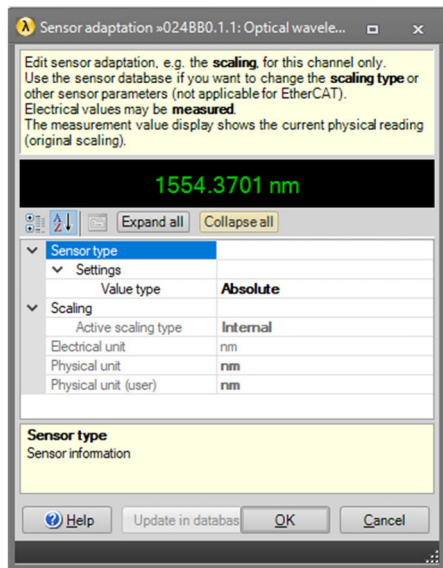 λ Sensor adaptation »024BB0.1.1: Optical wavele...
Edit sensor adaptation, e.g. the scaling, for this channel only.
Use the sensor database if you want to change the scaling type or
other sensor parameters (not applicable for EtherCAT).
Electrical values may be measured.
The measurement value display shows the current physical reading
(original scaling).
1554.3701 nm
Expand all Collapse all
Sensor type
Settings
Value type Absolute
Scaling
Active scaling type Internal
Electrical unit nm
Physical unit nm
Physical unit (user) nm
Sensor type
Sensor information
Help Update in databas OK Cancel